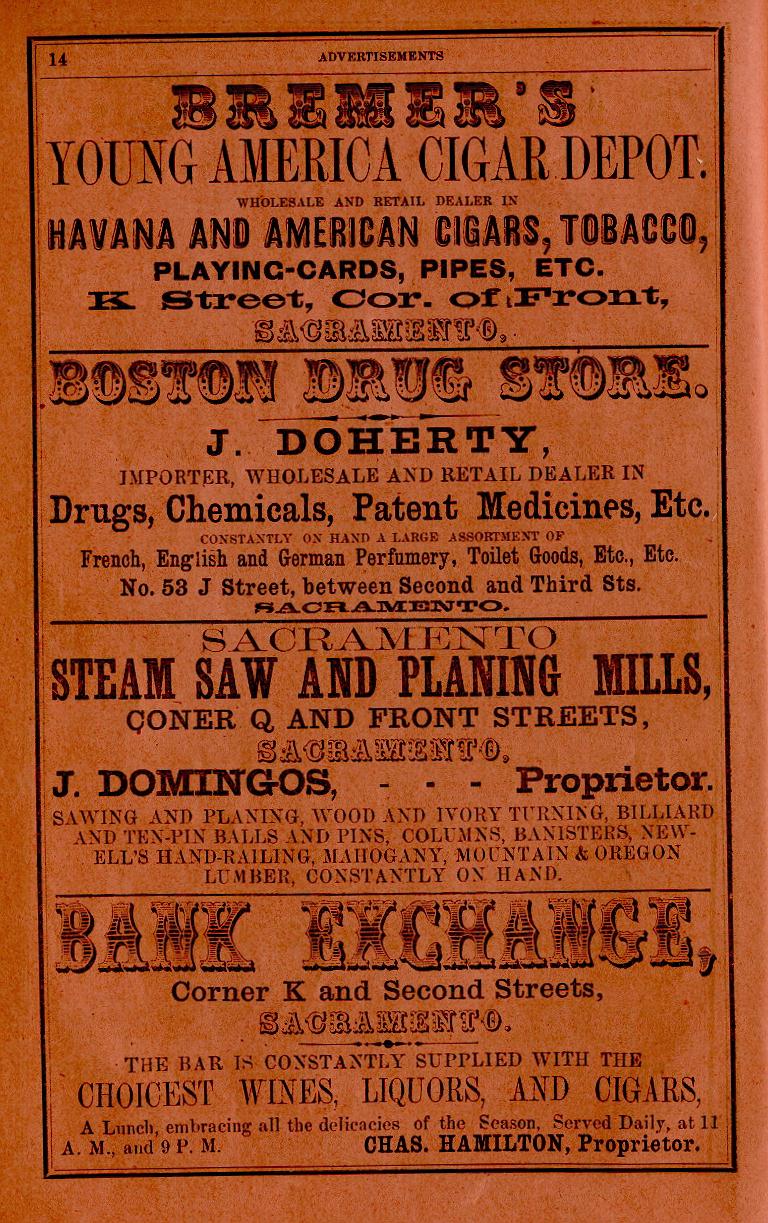 14 ADVERTISEMENTS
BREMER'S
YOUNG AMERICA CIGAR DEPOT.
WHOLESALE AND RETAIL DEALER IN
HAVANA AND AMERICAN CIGARS, TOBACCO,
PLAYING-CARDS, PIPES, ETC.
K Street, Cor. of Front,
SACRAMENTO,
BOSTON DRUG STORE.
J. DOHERTY,
IMPORTER, WHOLESALE AND RETAIL DEALER IN
Drugs, Chemicals, Patent Medicines, Etc.
CONSTANTLY ON HAND A LARGE ASSORTMENT OF
French, English and German Perfumery, Toilet Goods, Etc., Etc.
No. 53 J Street, between Second and Third Sts.
SACRAMENTO.
SACRAMENTO
STEAM SAW AND PLANING MILLS,
CONER Q AND FRONT STREETS,
SACRAMENTO,
J. DOMINGOS, - - - Proprietor.
SAWING AND PLANING, WOOD AND IVORY TURNING, BILLIARD
AND TEN-PIN BALLS AND PINS, COLUMNS, BANISTERS, NEW-
ELL'S HAND-RAILING, MAHOGANY, MOUNTAIN & OREGON
LUMBER, CONSTANTLY ON HAND.
BANK EXCHANGE,
Corner K and Second Streets,
SACRAMENTO.
THE BAR IS CONSTANTLY SUPPLIED WITH THE
CHOICEST WINES, LIQUORS, AND CIGARS,
A Lunch, embracing all the delicacies of the Season, Served Daily, at 11
A. M., and 9 P. M. CHAS. HAMILTON, Proprietor.